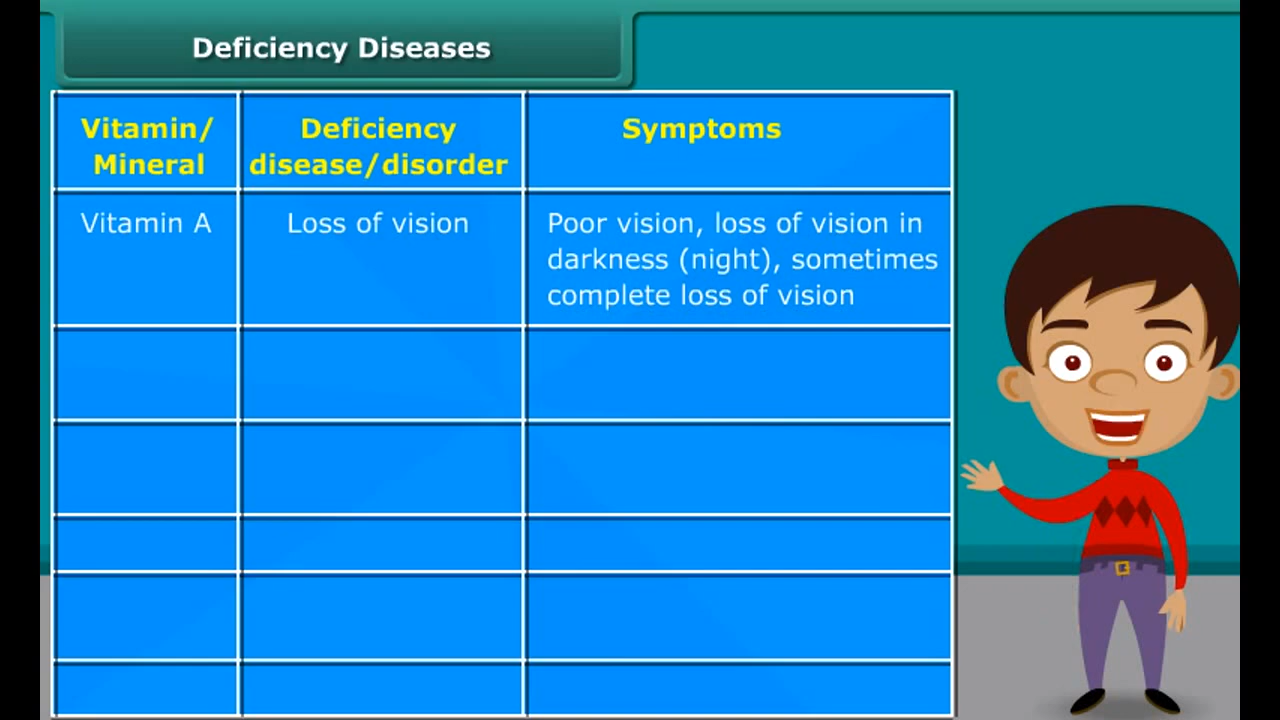 Deficiency Diseases
Vitamin/
Mineral
Deficiency
disease/disorder
Symptoms
Vitamin A
Loss of vision
Poor vision, loss of vision in
darkness (night), sometimes
complete loss of vision